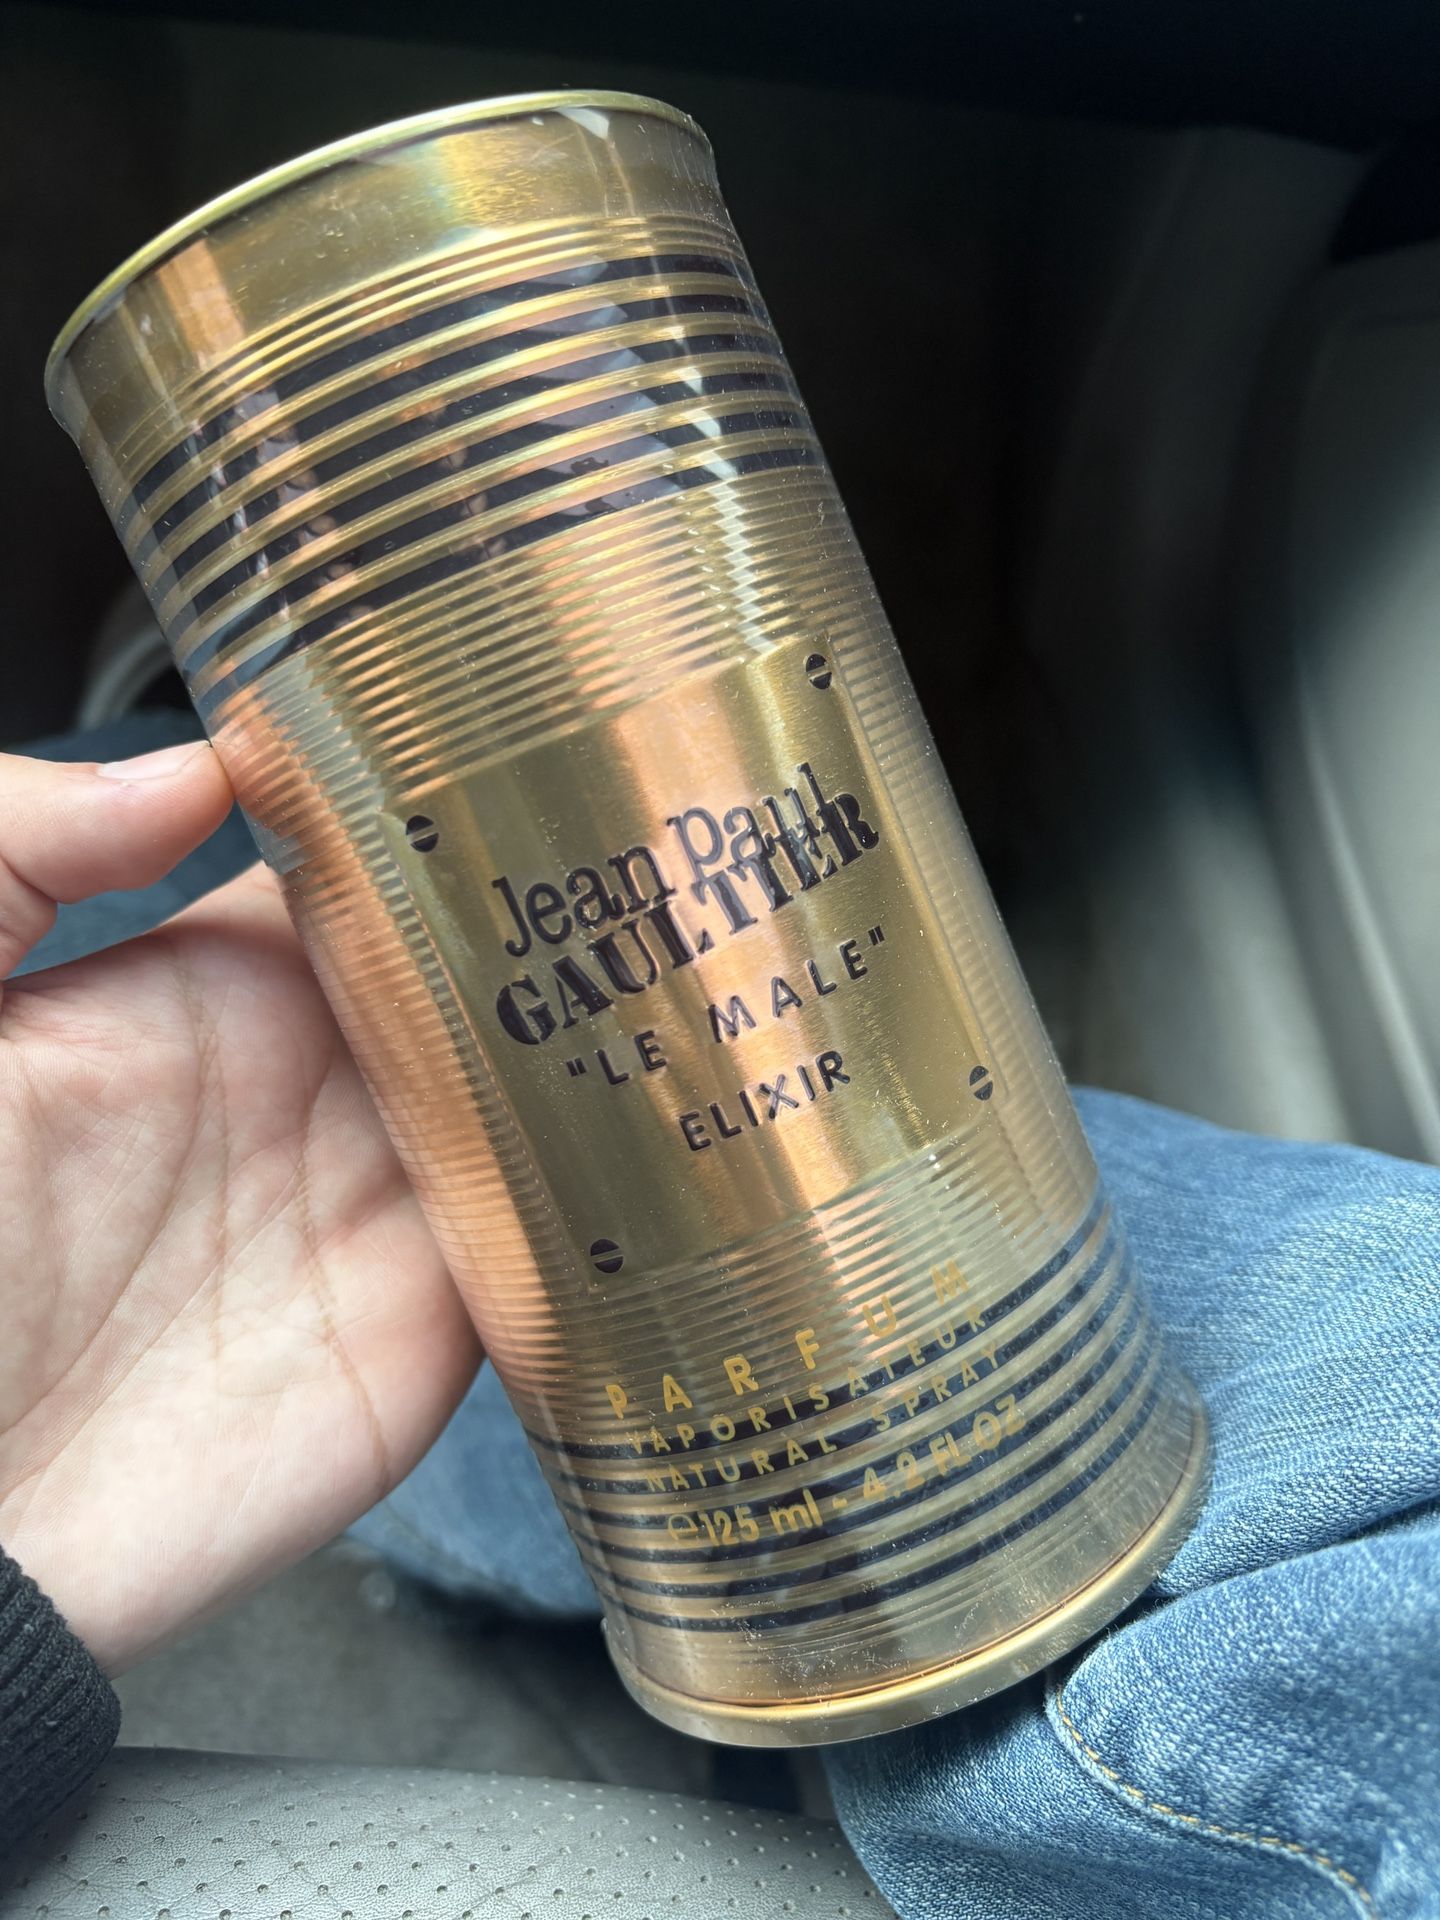 Jean Paul
GAULTIER
"LE MALE"
ELIXIR
PARFUM
VAPORISATEUR
NATURAL SPRAY
℮125 ml - 4.2 FL OZ